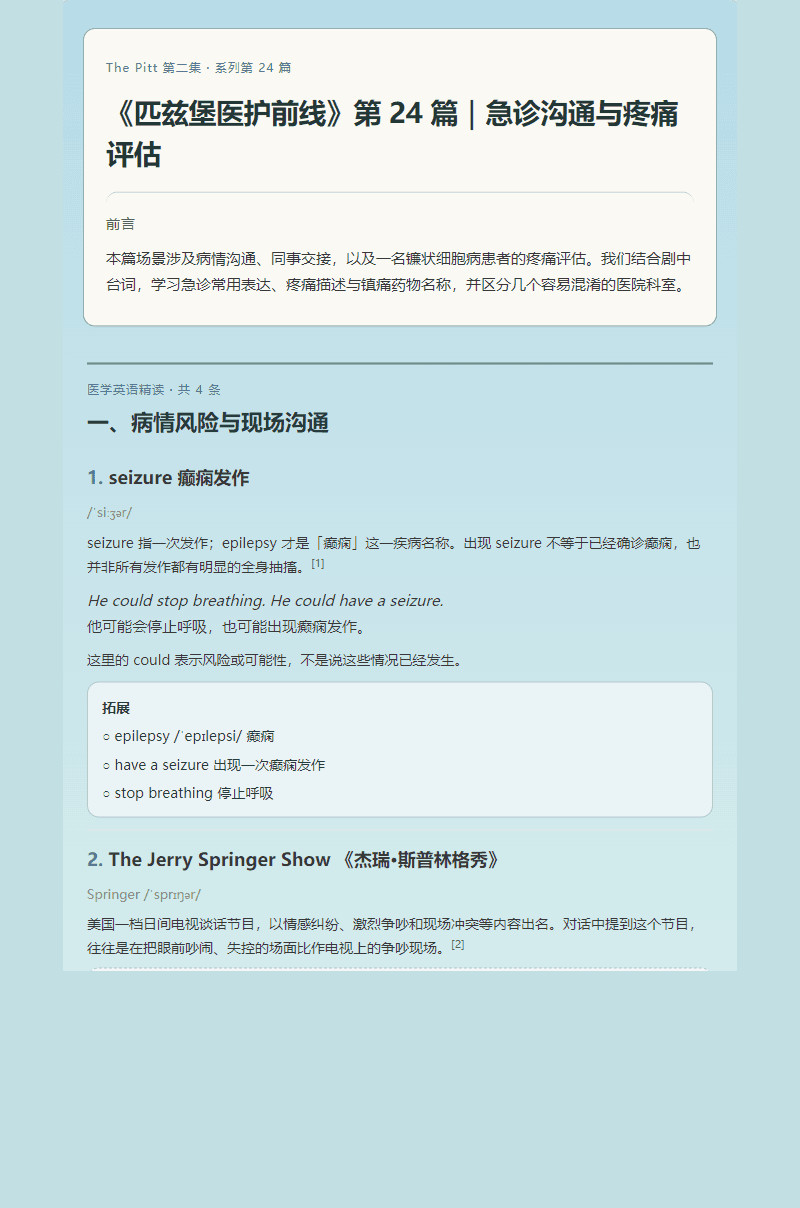 The Pitt 第二集 · 系列第 24 篇
《匹兹堡医护前线》第 24 篇｜急诊沟通与疼痛
评估
前言
本篇场景涉及病情沟通、同事交接，以及一名镰状细胞病患者的疼痛评估。我们结合剧中
台词，学习急诊常用表达、疼痛描述与镇痛药物名称，并区分几个容易混淆的医院科室。
医学英语精读 · 共 4 条
一、病情风险与现场沟通
1. seizure 癫痫发作
/ˈsiːʒər/
seizure 指一次发作；epilepsy 才是「癫痫」这一疾病名称。出现 seizure 不等于已经确诊癫痫，也
并非所有发作都有明显的全身抽搐。[1]
He could stop breathing. He could have a seizure.
他可能会停止呼吸，也可能出现癫痫发作。
这里的 could 表示风险或可能性，不是说这些情况已经发生。
拓展
○ epilepsy /ˈepɪlepsi/ 癫痫
○ have a seizure 出现一次癫痫发作
○ stop breathing 停止呼吸
2. The Jerry Springer Show 《杰瑞•斯普林格秀》
Springer /ˈsprɪŋər/
美国一档日间电视谈话节目，以情感纠纷、激烈争吵和现场冲突等内容出名。对话中提到这个节目，
往往是在把眼前吵闹、失控的场面比作电视上的争吵现场。[2]